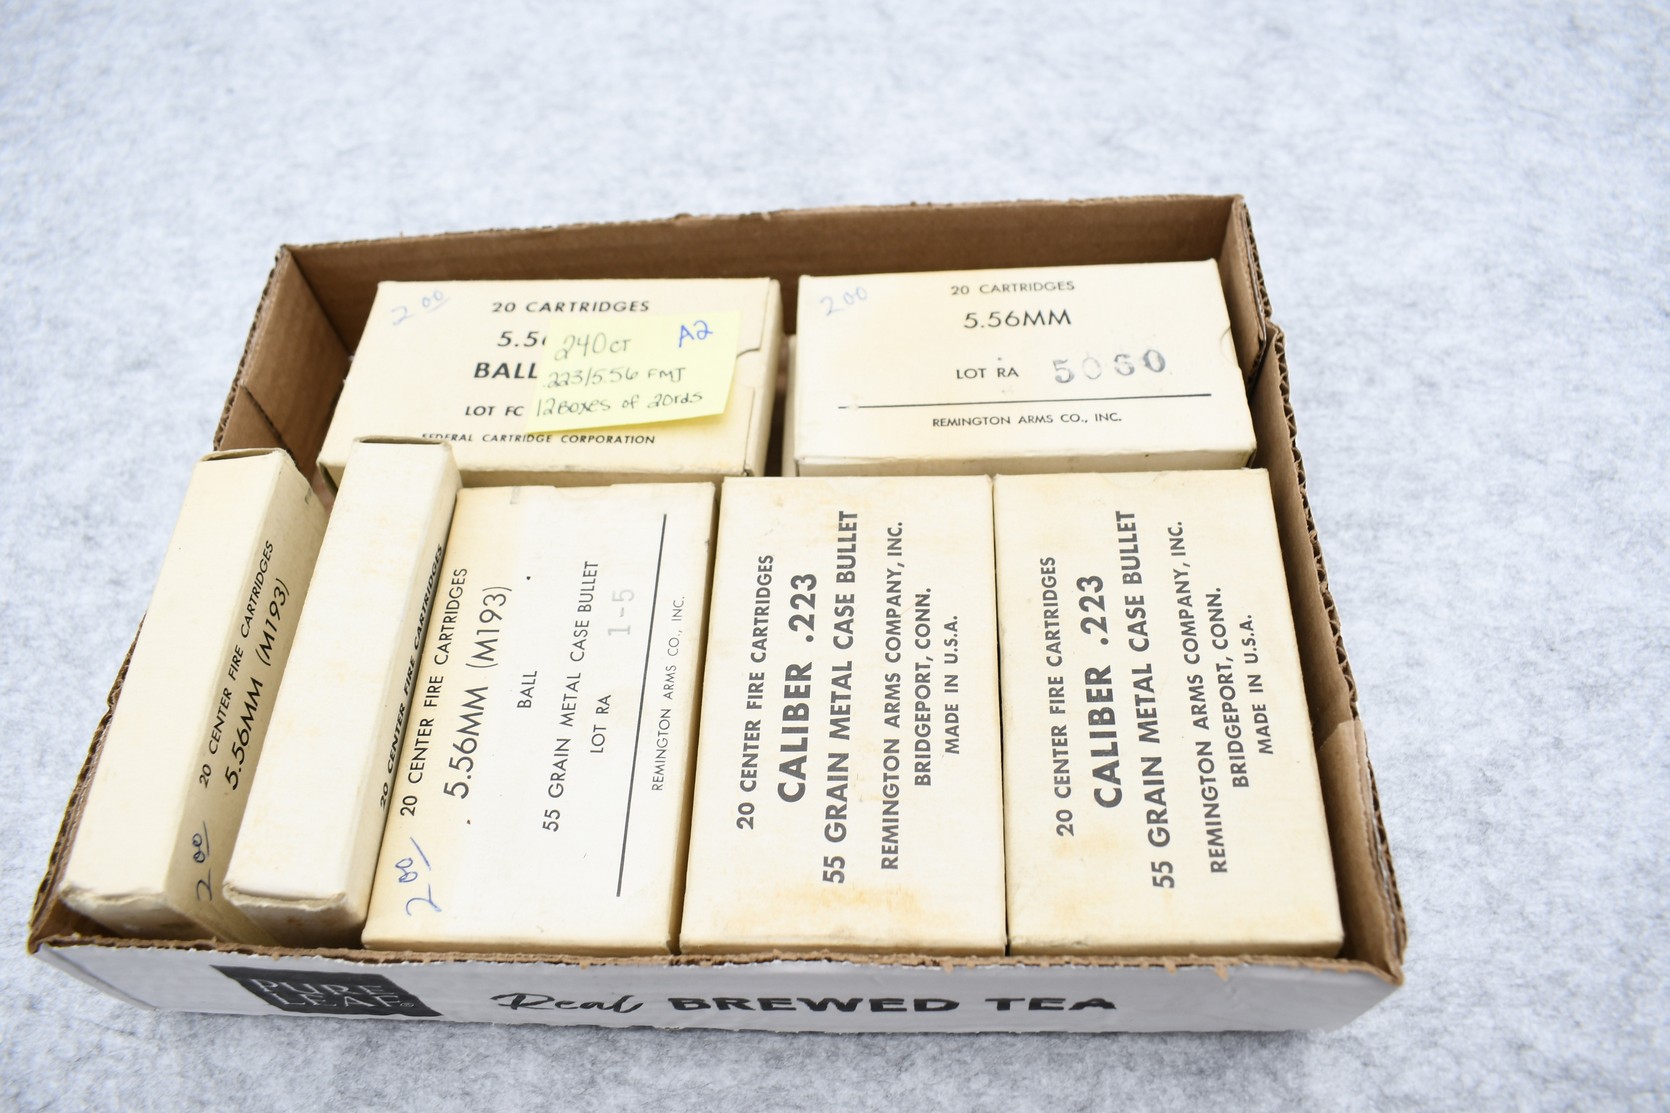 2.00
20 CARTRIDGES
5.5
BALL
LOT FC
FEDERAL CARTRIDGE CORPORATION
240 CT
A2
.223/5.56 FMJ
12 Boxes of 20rds
200
20 CARTRIDGES
5.56MM
LOT RA 5060
REMINGTON ARMS CO., INC.
20 CENTER FIRE CARTRIDGES
5.56MM (M193)
2.00
20 CENTER FIRE CARTRIDGES
2.00
20 CENTER FIRE CARTRIDGES
5.56MM (M193)
BALL
55 GRAIN METAL CASE BULLET
LOT RA 1-5
REMINGTON ARMS CO., INC.
20 CENTER FIRE CARTRIDGES
CALIBER .223
55 GRAIN METAL CASE BULLET
REMINGTON ARMS COMPANY, INC.
BRIDGEPORT, CONN.
MADE IN U.S.A.
20 CENTER FIRE CARTRIDGES
CALIBER .223
55 GRAIN METAL CASE BULLET
REMINGTON ARMS COMPANY, INC.
BRIDGEPORT, CONN.
MADE IN U.S.A.
PURE
LEAF®
Real BREWED TEA